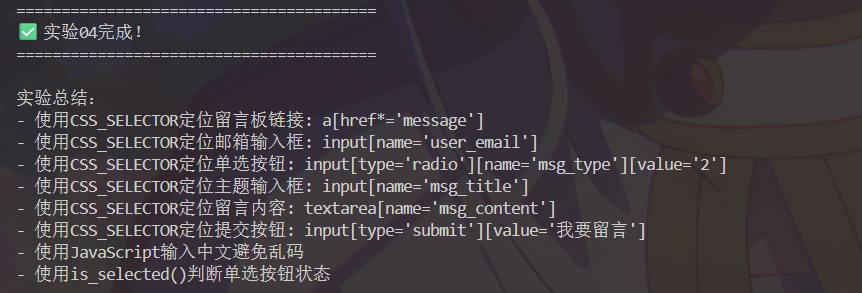 ========================================
✅ 实验04完成!
========================================
实验总结:
- 使用CSS_SELECTOR定位留言板链接: a[href*='message']
- 使用CSS_SELECTOR定位邮箱输入框: input[name='user_email']
- 使用CSS_SELECTOR定位单选按钮: input[type='radio'][name='msg_type'][value='2']
- 使用CSS_SELECTOR定位主题输入框: input[name='msg_title']
- 使用CSS_SELECTOR定位留言内容: textarea[name='msg_content']
- 使用CSS_SELECTOR定位提交按钮: input[type='submit'][value='我要留言']
- 使用JavaScript输入中文避免乱码
- 使用is_selected()判断单选按钮状态